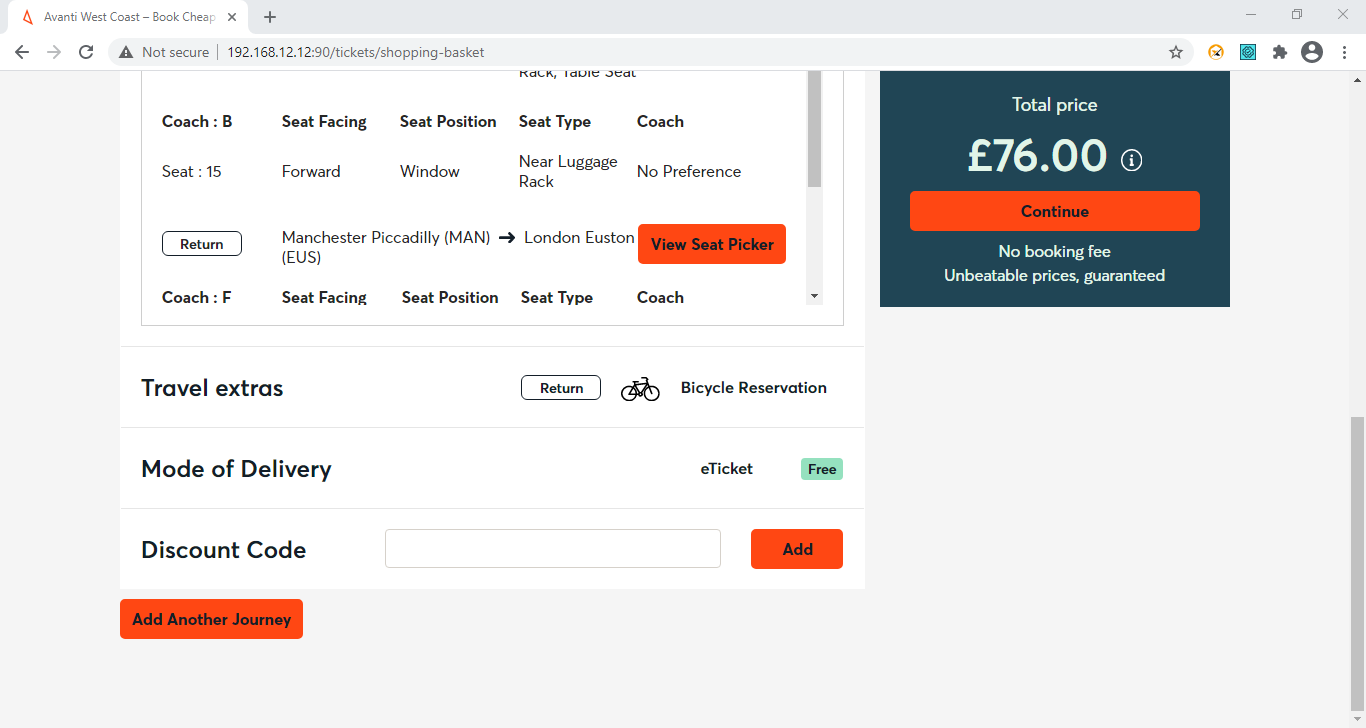 Avanti West Coast – Book Cheap
Not secure
192.168.12.12:90/tickets/shopping-basket
Rack, Table Seat
Coach : B Seat Facing Seat Position Seat Type Coach
Seat : 15 Forward Window Near Luggage Rack No Preference
Return Manchester Piccadilly (MAN) → London Euston (EUS) View Seat Picker
Coach : F Seat Facing Seat Position Seat Type Coach
Travel extras Return Bicycle Reservation
Mode of Delivery eTicket Free
Discount Code Add
Add Another Journey
Total price
£76.00
Continue
No booking fee
Unbeatable prices, guaranteed